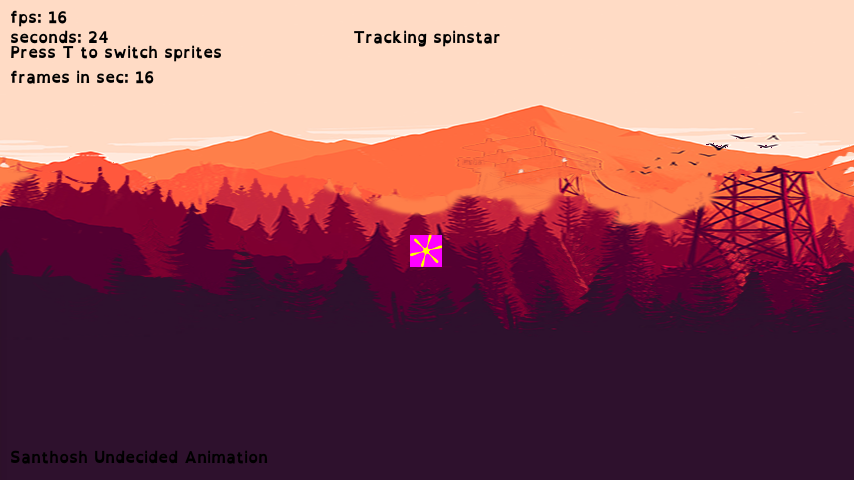 fps: 16
seconds: 24
Tracking spinstar
Press T to switch sprites
frames in sec: 16
Santhosh Undecided Animation